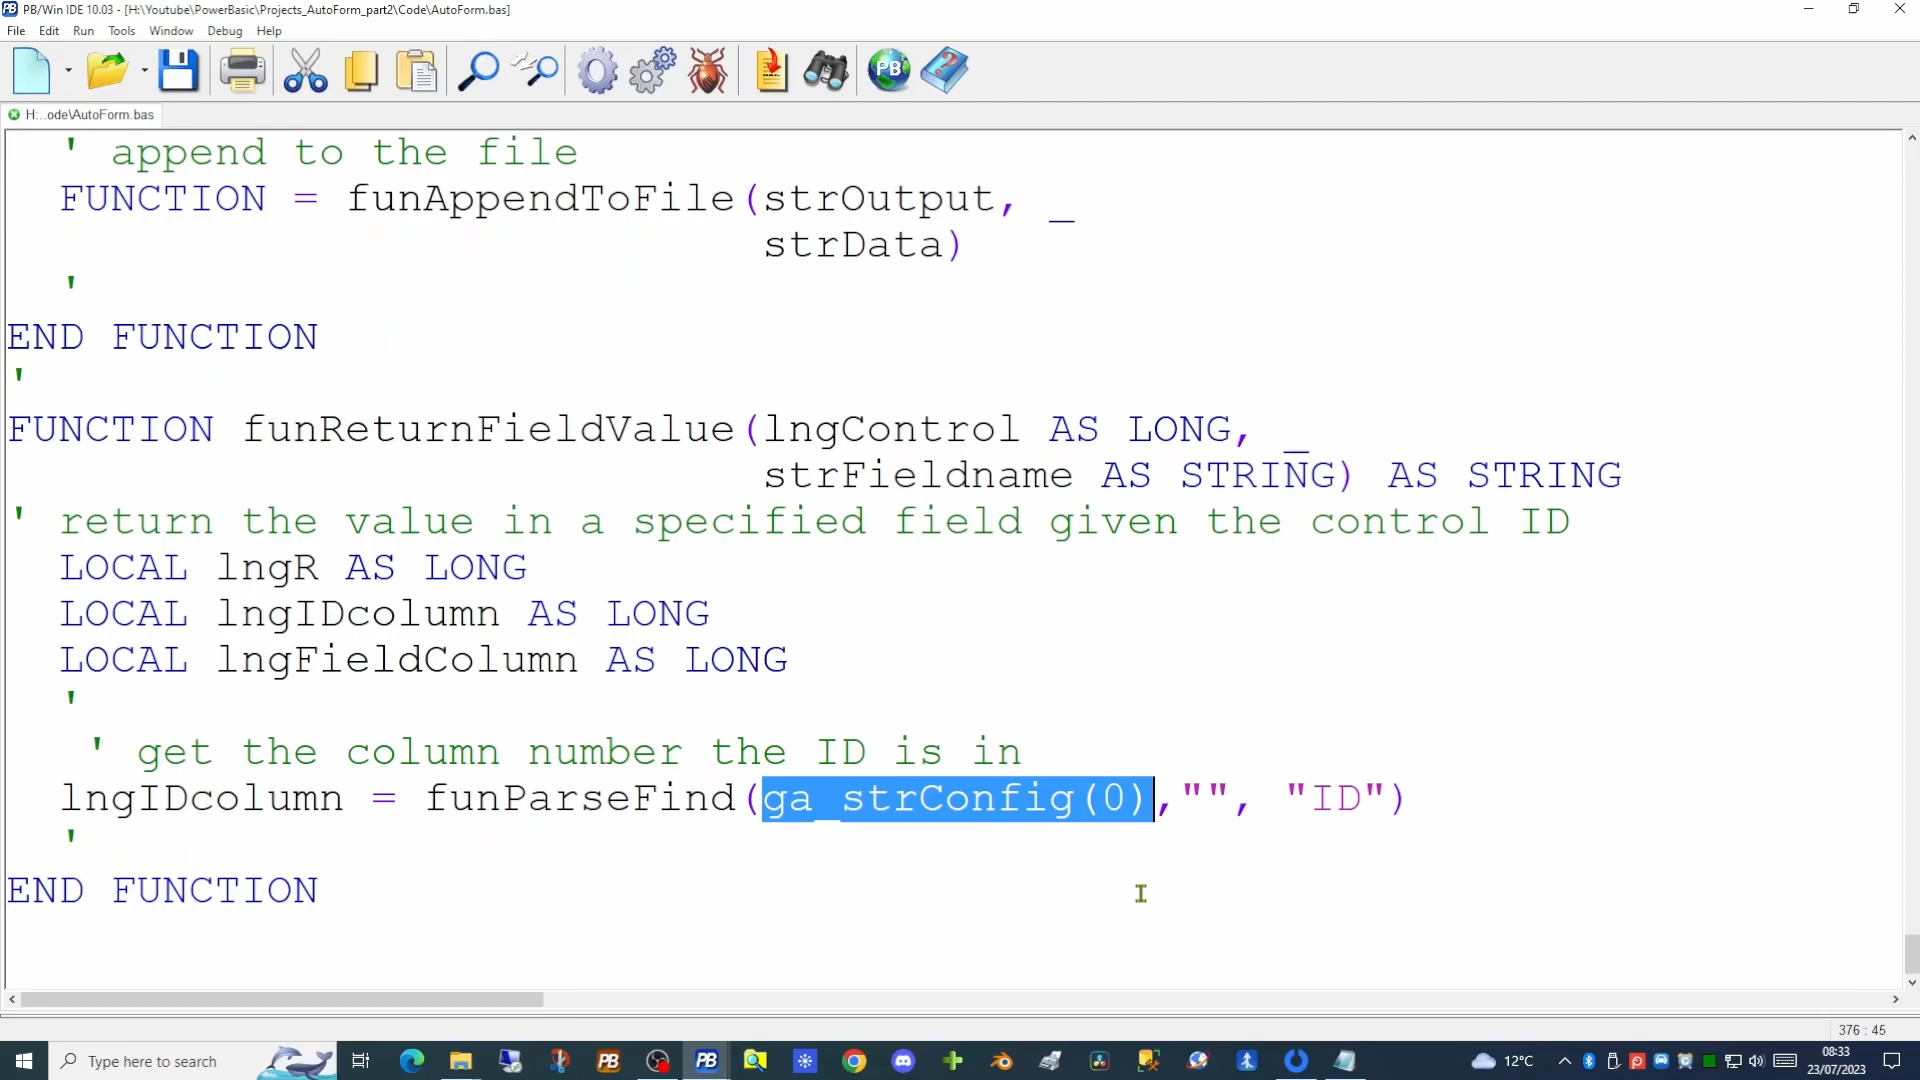 PB/Win IDE 10.03 - [H:\Youtube\PowerBasic\Projects_AutoForm_part2\Code\AutoForm.bas]
File Edit Run Tools Window Debug Help
PB
H:..ode\AutoForm.bas
' append to the file
FUNCTION = funAppendToFile(strOutput, _
strData)
'
END FUNCTION
'
FUNCTION funReturnFieldValue(lngControl AS LONG, _
strFieldname AS STRING) AS STRING
' return the value in a specified field given the control ID
LOCAL lngR AS LONG
LOCAL lngIDcolumn AS LONG
LOCAL lngFieldColumn AS LONG
'
' get the column number the ID is in
lngIDcolumn = funParseFind(ga_strConfig(0),"", "ID")
'
END FUNCTION
376 : 45
Type here to search
PB
PB
12°C
08:33
23/07/2023